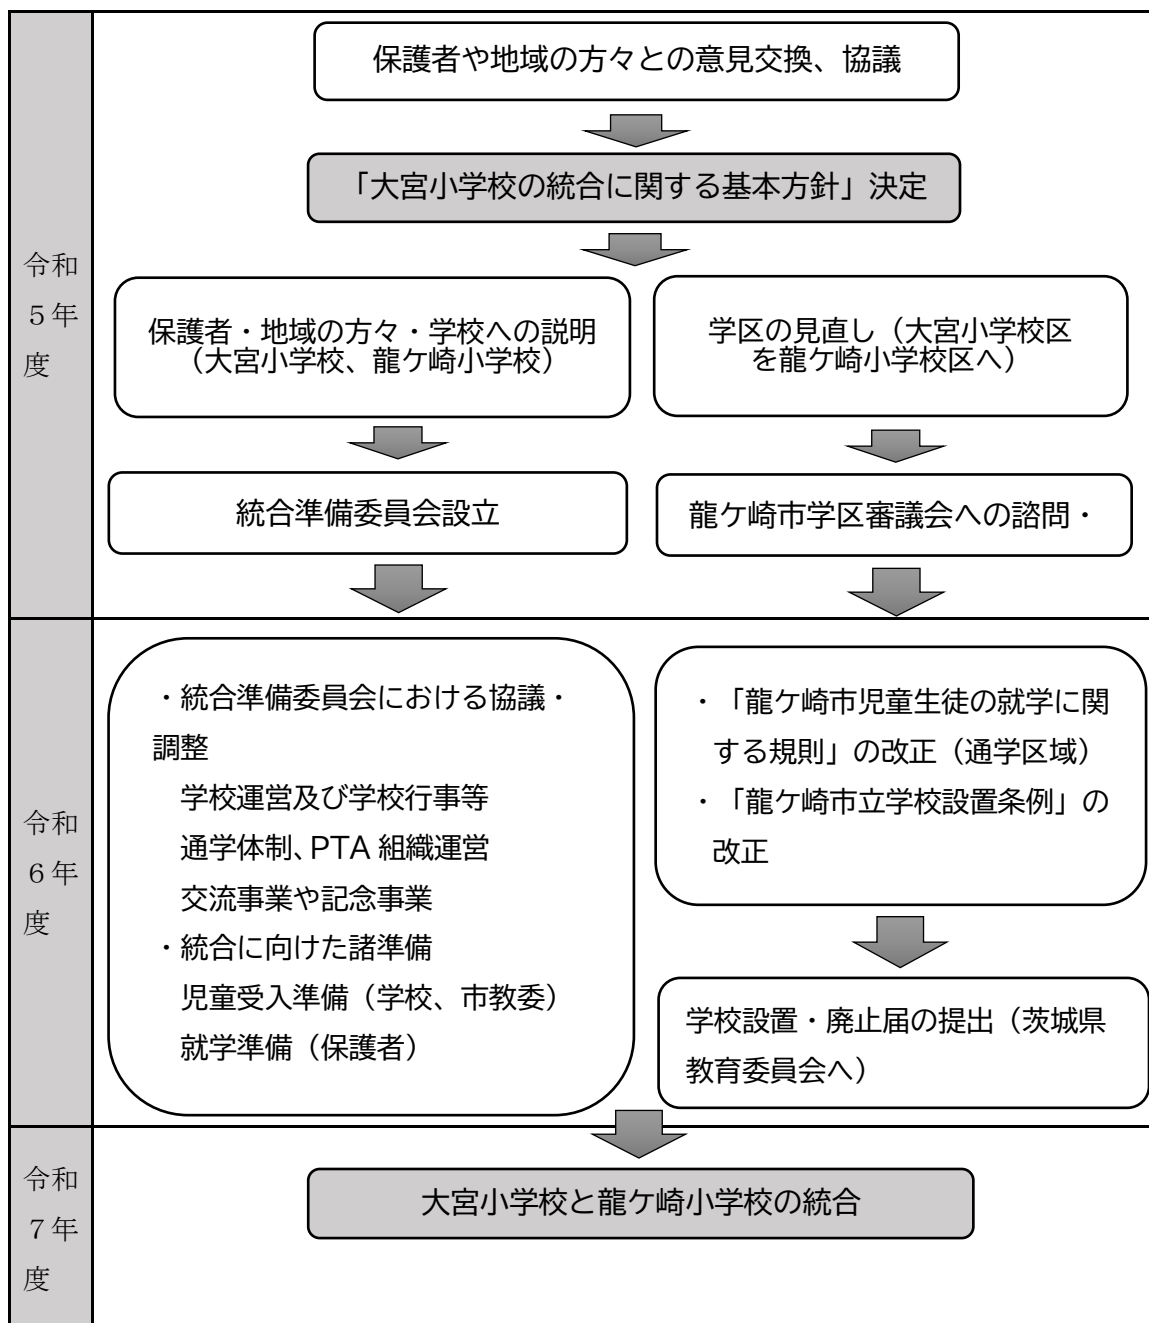 令和
５年
度
保護者や地域の方々との意見交換、協議
「大宮小学校の統合に関する基本方針」決定
保護者・地域の方々・学校への説明
（大宮小学校、龍ケ崎小学校）
学区の見直し（大宮小学校区
を龍ケ崎小学校区へ）
統合準備委員会設立
龍ケ崎市学区審議会への諮問・
令和
６年
度
・統合準備委員会における協議・
調整
学校運営及び学校行事等
通学体制、PTA 組織運営
交流事業や記念事業
・統合に向けた諸準備
児童受入準備（学校、市教委）
就学準備（保護者）
・「龍ケ崎市児童生徒の就学に関
する規則」の改正（通学区域）
・「龍ケ崎市立学校設置条例」の
改正
学校設置・廃止届の提出（茨城県
教育委員会へ）
令和
７年
度
大宮小学校と龍ケ崎小学校の統合